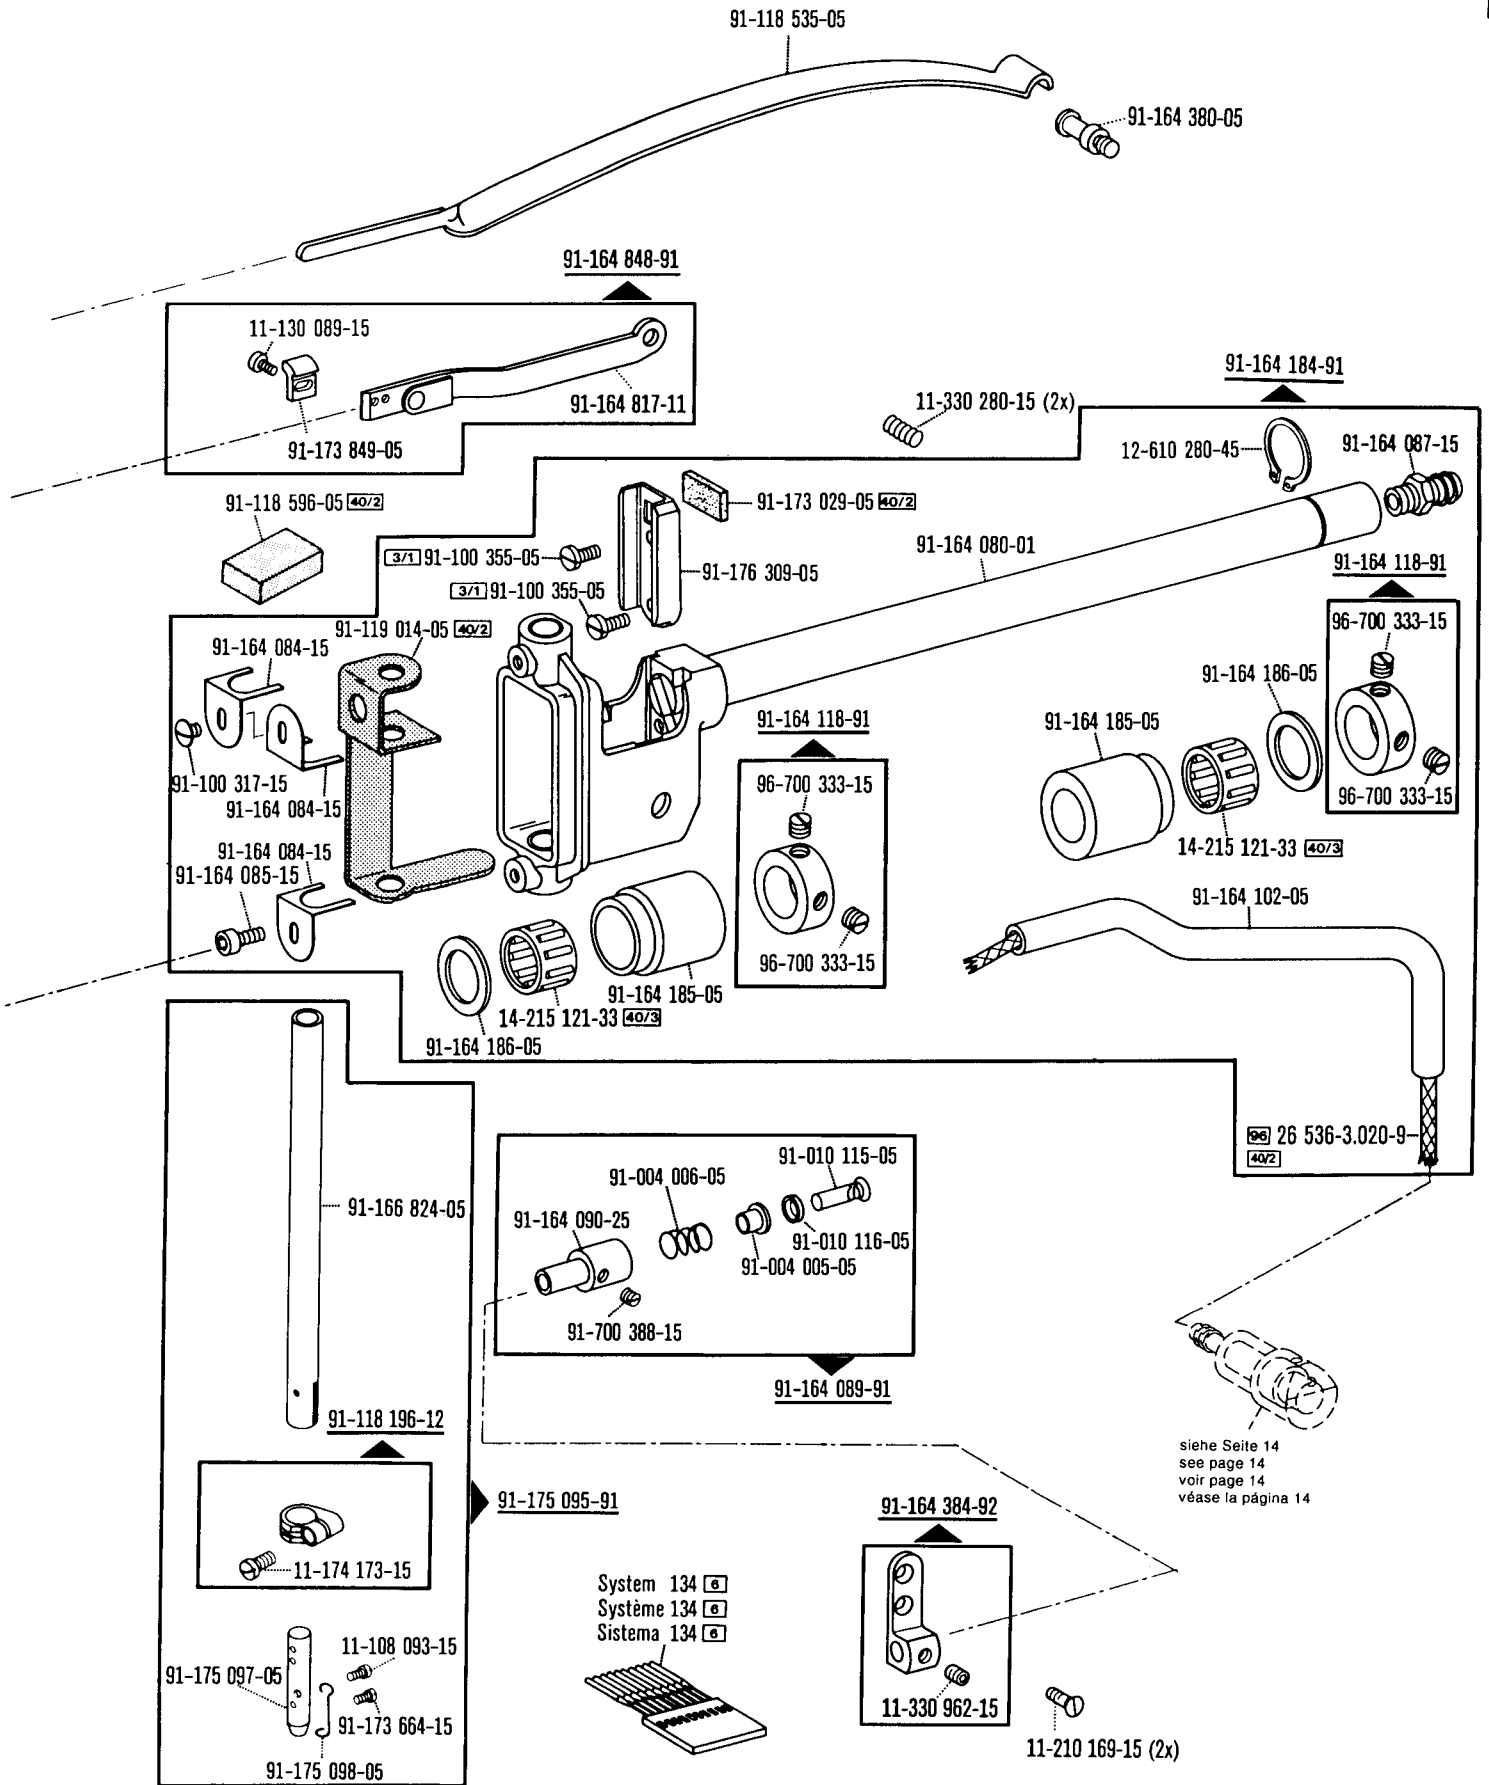 91-118 535-05
91-164 380-05
91-164 848-91
11-130 089-15
91-164 817-11
91-173 849-05
91-164 184-91
11-330 280-15 (2x)
12-610 280-45
91-164 087-15
91-118 596-05 40/2
91-173 029-05 40/2
3/1 91-100 355-05
91-176 309-05
3/1 91-100 355-05
91-164 080-01
91-164 118-91
96-700 333-15
91-119 014-05 40/2
91-164 084-15
91-164 186-05
91-164 185-05
91-164 118-91
91-100 317-15
91-164 084-15
96-700 333-15
96-700 333-15
14-215 121-33 40/3
91-164 084-15
91-164 085-15
91-164 102-05
96-700 333-15
91-164 185-05
14-215 121-33 40/3
91-164 186-05
96 26 536-3.020-9
40/2
91-166 824-05
91-010 115-05
91-004 006-05
91-164 090-25
91-010 116-05
91-004 005-05
91-700 388-15
91-164 089-91
91-118 196-12
siehe Seite 14
see page 14
voir page 14
véase la página 14
91-175 095-91
91-164 384-92
11-174 173-15
System 134 6
Système 134 6
Sistema 134 6
11-108 093-15
91-175 097-05
91-173 664-15
91-175 098-05
11-330 962-15
11-210 169-15 (2x)